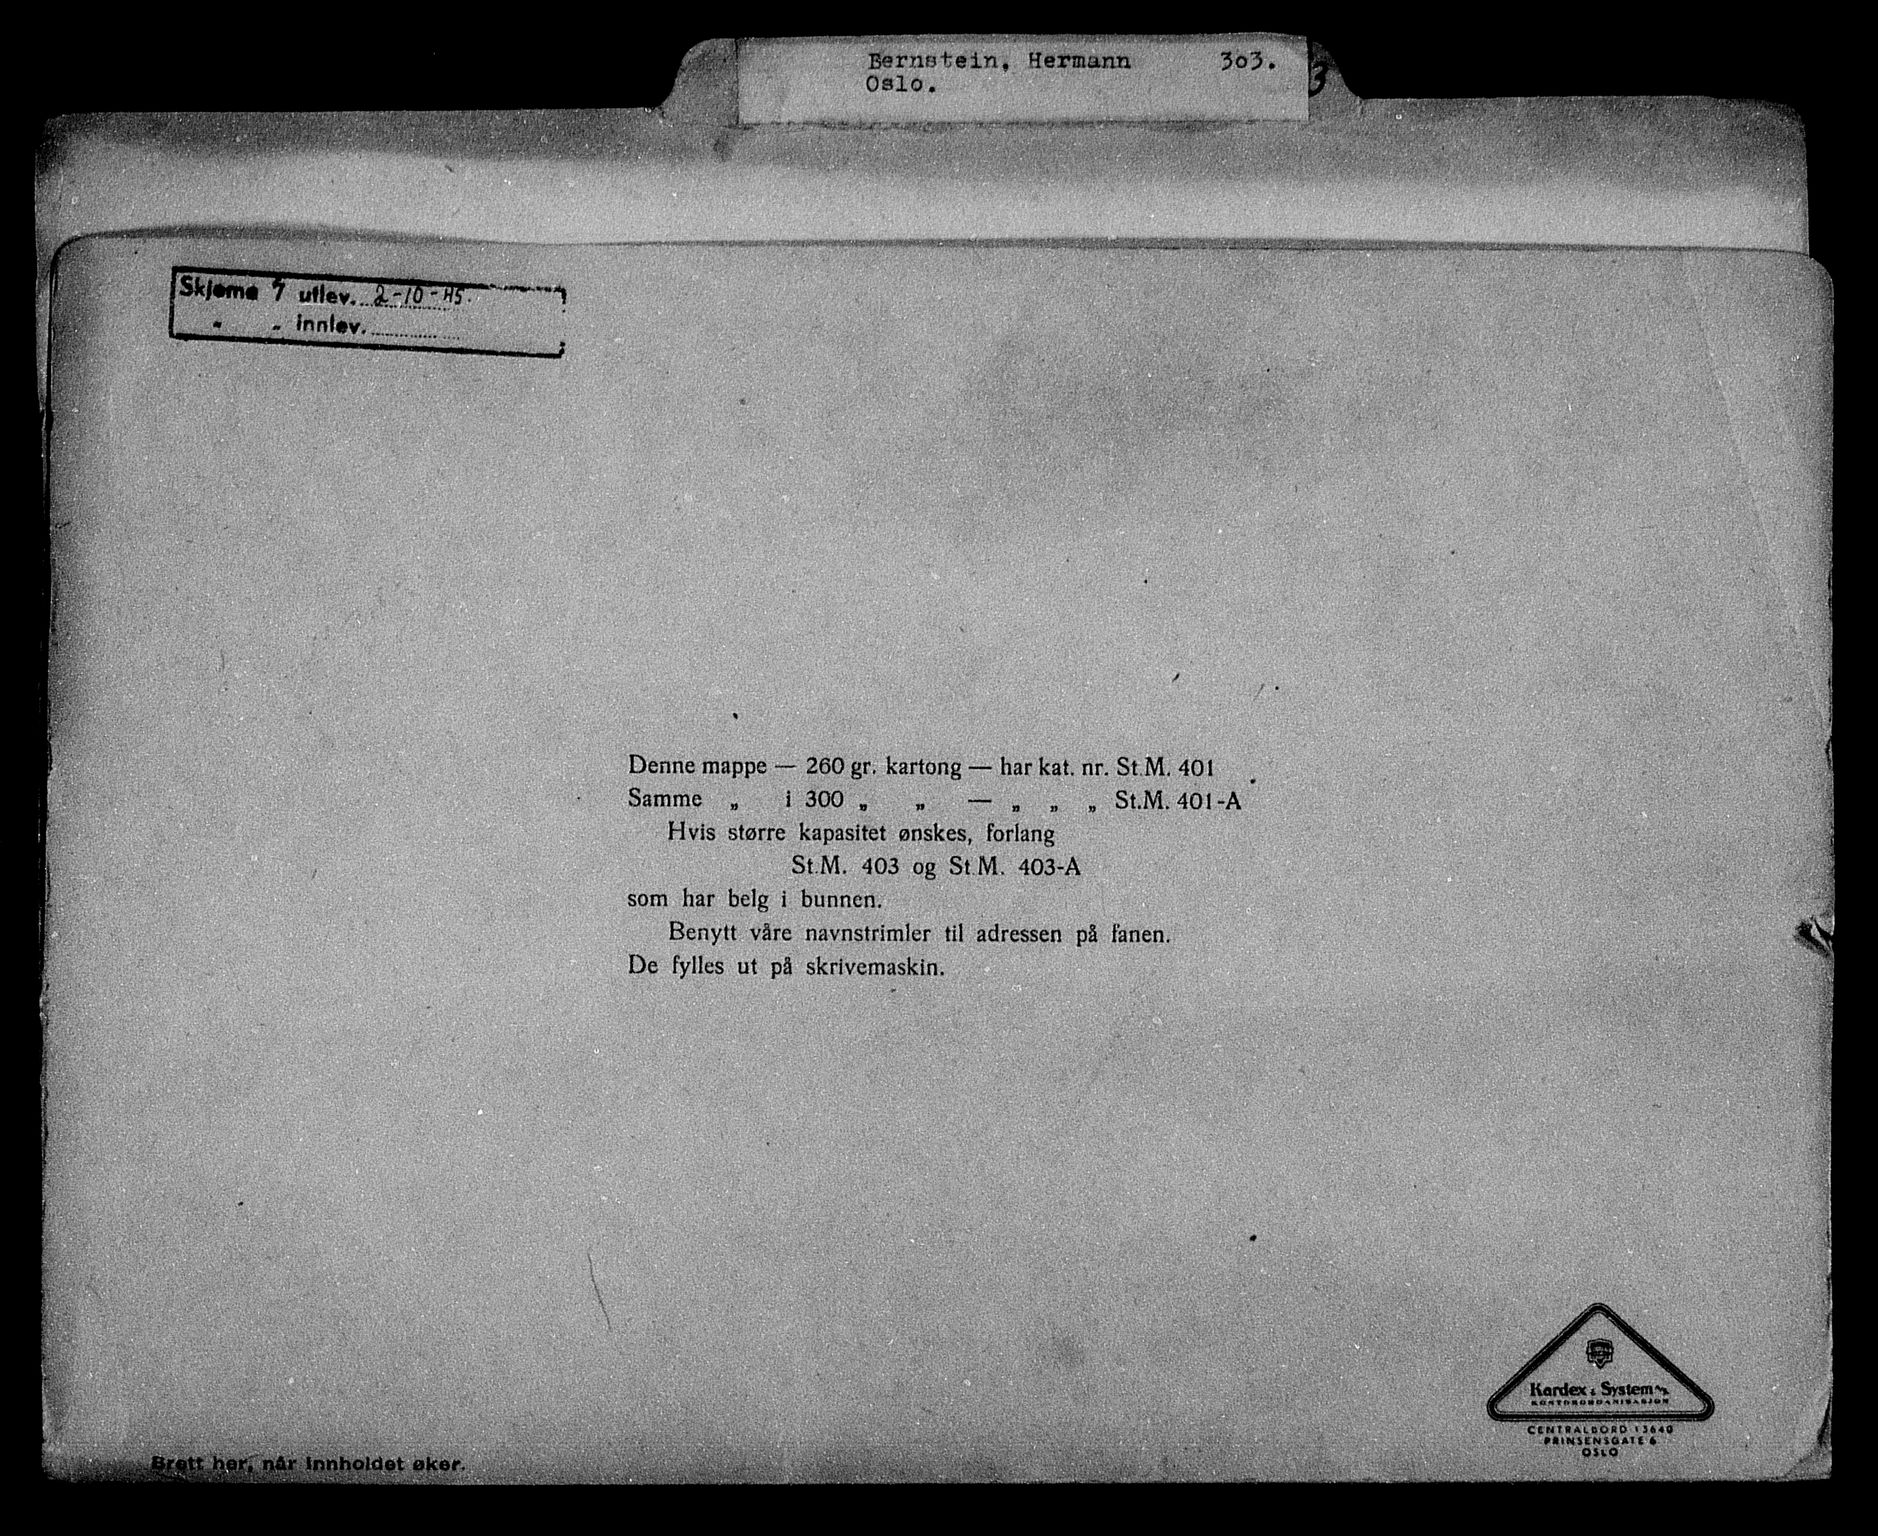 Bernstein, Hermann 303.
Oslo.
3
Skjema 7 utlev. 2-10-45.
" " innlev.
Denne mappe — 260 gr. kartong — har kat. nr. St.M. 401
Samme „ i 300 „ „ — „ „ „ St.M. 401-A
Hvis større kapasitet ønskes, forlang
St.M. 403 og St.M. 403-A
som har belg i bunnen.
Benytt våre navnstrimler til adressen på fanen.
De fylles ut på skrivemaskin.
Kardex & System A/S
KONTORORGANISASJON
CENTRALBORD 13640
PRINSENSGATE 6
OSLO
Brett her, når innholdet øker.